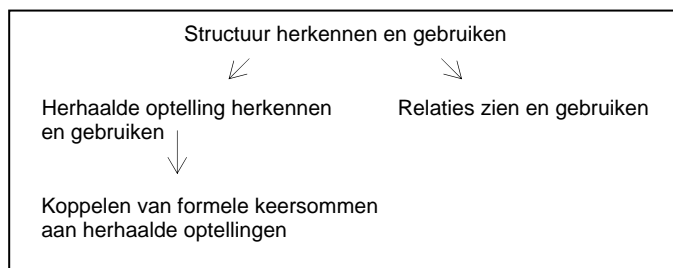 Structuur herkennen en gebruiken
Herhaalde optelling herkennen
en gebruiken
Relaties zien en gebruiken
Koppelen van formele keersommen
aan herhaalde optellingen